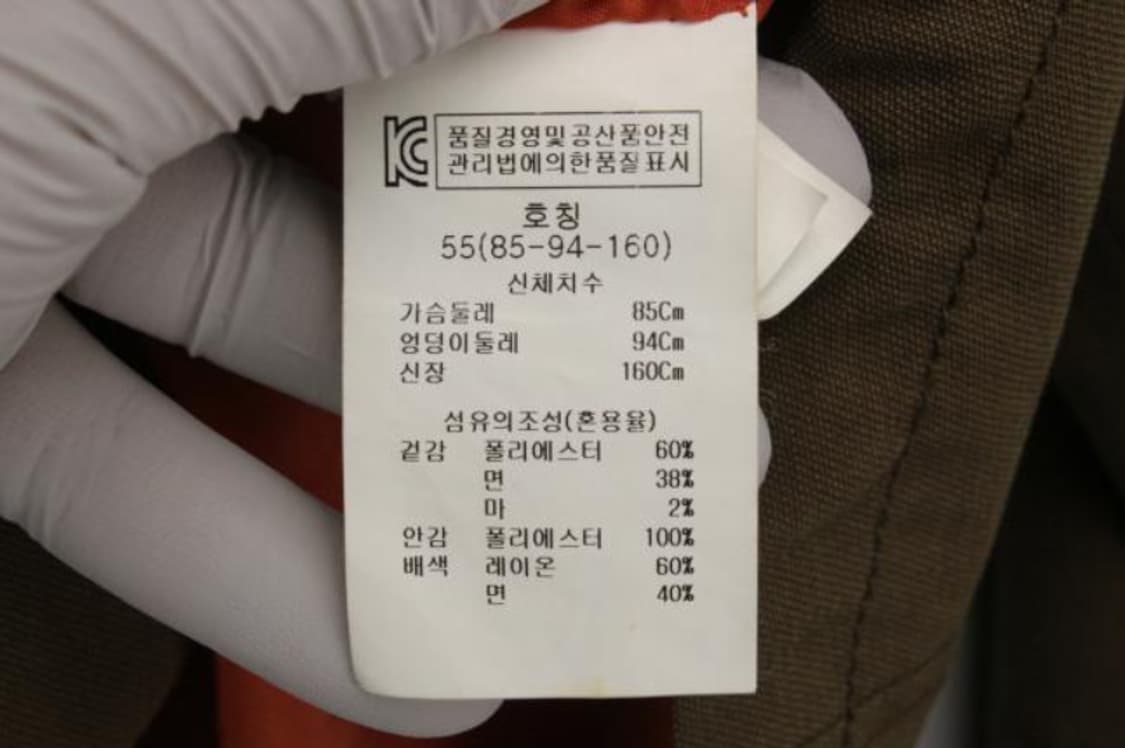 KC 품질경영및공산품안전
관리법에의한품질표시
호칭
55(85-94-160)
신체치수
가슴둘레 85Cm
엉덩이둘레 94Cm
신장 160Cm
섬유의조성(혼용율)
겉감 폴리에스터 60%
면 38%
마 2%
안감 폴리에스터 100%
배색 레이온 60%
면 40%